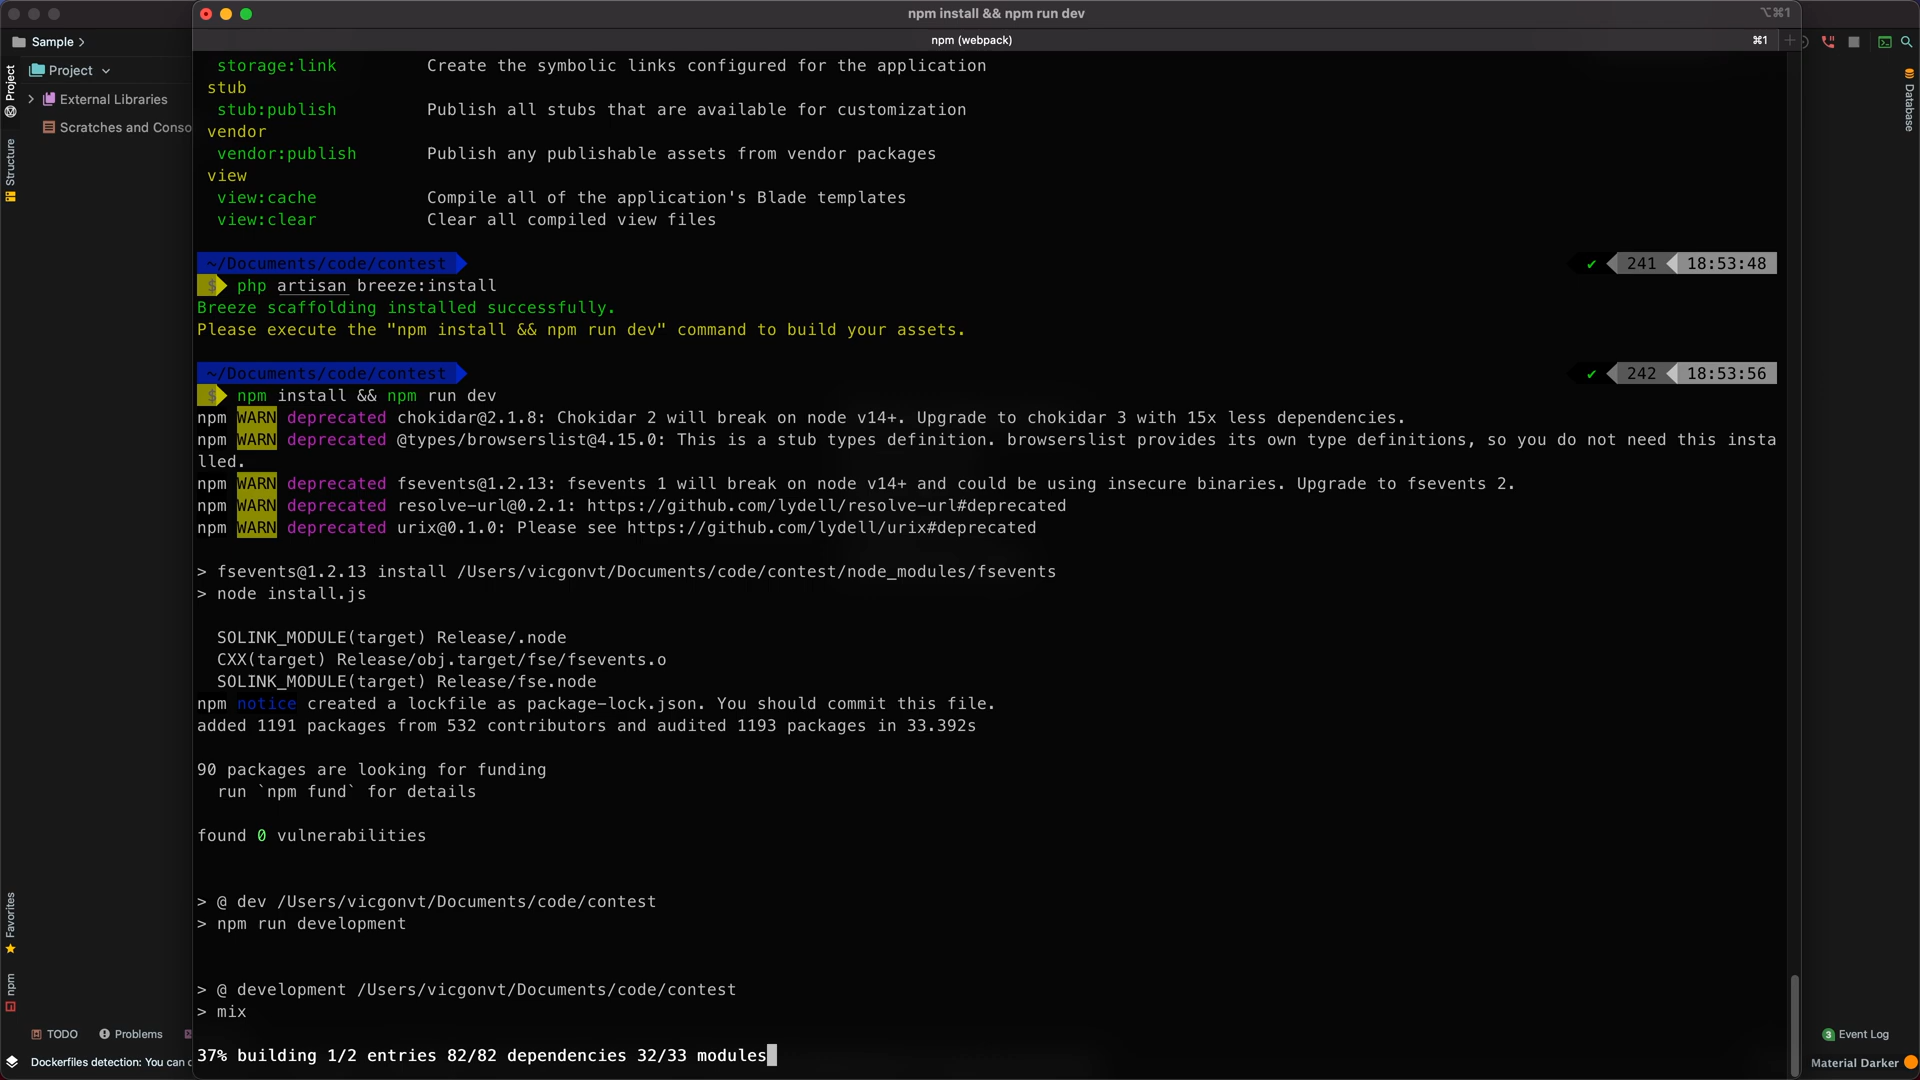 npm install && npm run dev
⌥⌘1
npm (webpack)
⌘1
Sample
Project
External Libraries
Scratches and Conso
Project
Structure
Favorites
npm
Database
storage:link Create the symbolic links configured for the application
stub
stub:publish Publish all stubs that are available for customization
vendor
vendor:publish Publish any publishable assets from vendor packages
view
view:cache Compile all of the application's Blade templates
view:clear Clear all compiled view files
~/Documents/code/contest ✔ 241 18:53:48
$ php artisan breeze:install
Breeze scaffolding installed successfully.
Please execute the "npm install && npm run dev" command to build your assets.
~/Documents/code/contest ✔ 242 18:53:56
$ npm install && npm run dev
npm WARN deprecated chokidar@2.1.8: Chokidar 2 will break on node v14+. Upgrade to chokidar 3 with 15x less dependencies.
npm WARN deprecated @types/browserslist@4.15.0: This is a stub types definition. browserslist provides its own type definitions, so you do not need this insta
lled.
npm WARN deprecated fsevents@1.2.13: fsevents 1 will break on node v14+ and could be using insecure binaries. Upgrade to fsevents 2.
npm WARN deprecated resolve-url@0.2.1: https://github.com/lydell/resolve-url#deprecated
npm WARN deprecated urix@0.1.0: Please see https://github.com/lydell/urix#deprecated
> fsevents@1.2.13 install /Users/vicgonvt/Documents/code/contest/node_modules/fsevents
> node install.js
SOLINK_MODULE(target) Release/.node
CXX(target) Release/obj.target/fse/fsevents.o
SOLINK_MODULE(target) Release/fse.node
npm notice created a lockfile as package-lock.json. You should commit this file.
added 1191 packages from 532 contributors and audited 1193 packages in 33.392s
90 packages are looking for funding
run `npm fund` for details
found 0 vulnerabilities
> @ dev /Users/vicgonvt/Documents/code/contest
> npm run development
> @ development /Users/vicgonvt/Documents/code/contest
> mix
37% building 1/2 entries 82/82 dependencies 32/33 modules
TODO
Problems
3 Event Log
Dockerfiles detection: You can c
Material Darker